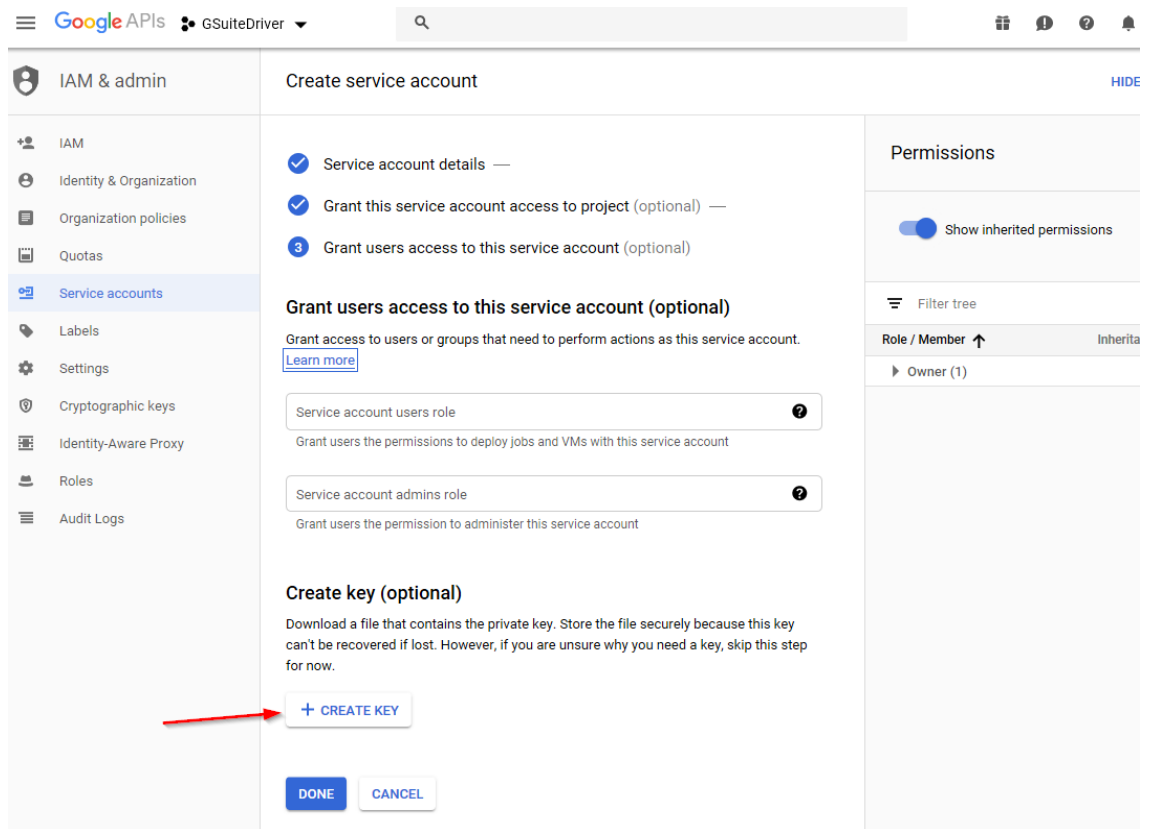 Google APIs GSuiteDriver
IAM & admin
Create service account
HIDE
IAM
Identity & Organization
Organization policies
Quotas
Service accounts
Labels
Settings
Cryptographic keys
Identity-Aware Proxy
Roles
Audit Logs
Service account details —
Grant this service account access to project (optional) —
3 Grant users access to this service account (optional)
Grant users access to this service account (optional)
Grant access to users or groups that need to perform actions as this service account.
Learn more
Service account users role
Grant users the permissions to deploy jobs and VMs with this service account
Service account admins role
Grant users the permission to administer this service account
Create key (optional)
Download a file that contains the private key. Store the file securely because this key
can't be recovered if lost. However, if you are unsure why you need a key, skip this step
for now.
+ CREATE KEY
DONE CANCEL
Permissions
Show inherited permissions
Filter tree
Role / Member Inherita
Owner (1)